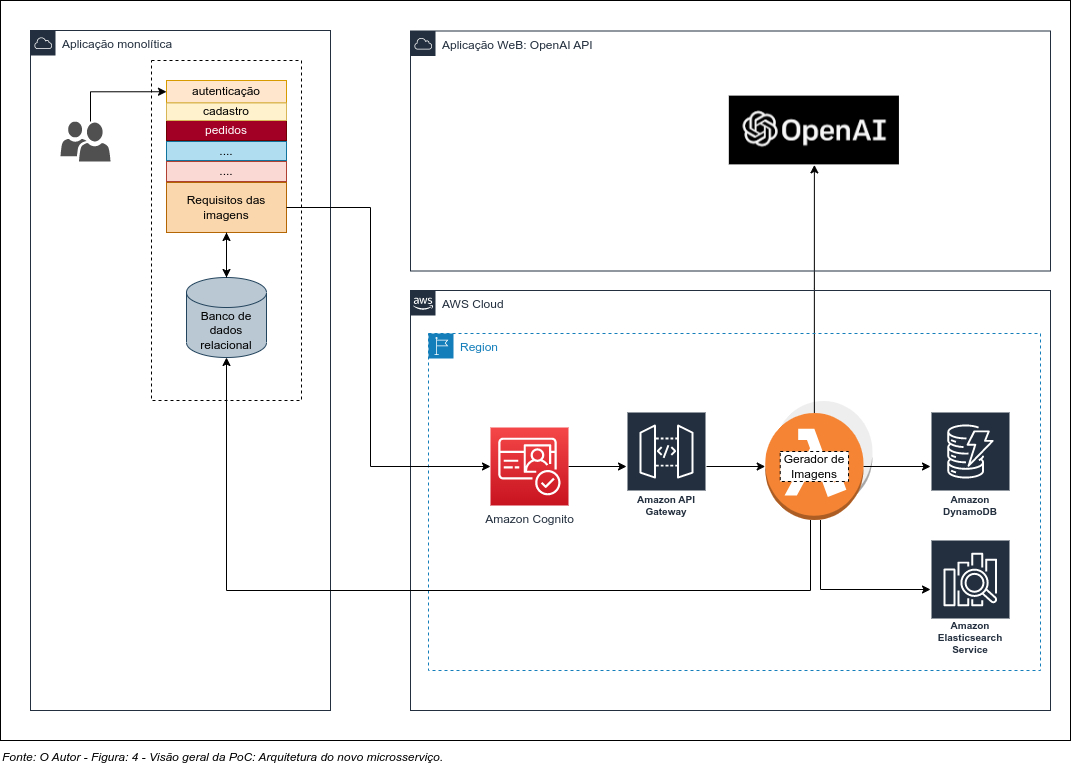 Aplicação monolítica
autenticação
cadastro
pedidos
....
....
Requisitos das
imagens
Banco de
dados
relacional
Aplicação WeB: OpenAI API
OpenAI
aws
AWS Cloud
Region
Amazon Cognito
</>
Amazon API
Gateway
Gerador de
Imagens
Amazon
DynamoDB
Amazon
Elasticsearch
Service
Fonte: O Autor - Figura: 4 - Visão geral da PoC: Arquitetura do novo microsserviço.